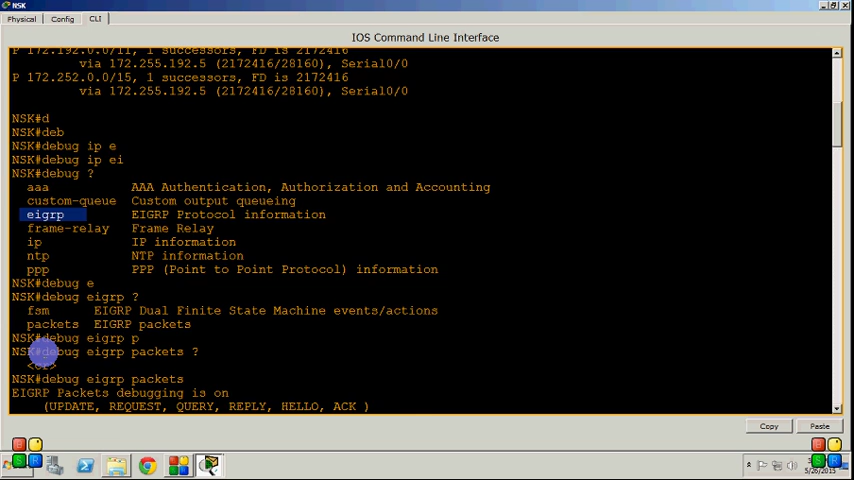 NSK
Physical Config CLI
IOS Command Line Interface
P 172.192.0.0/11, 1 successors, FD is 2172416
via 172.255.192.5 (2172416/28160), Serial0/0
P 172.252.0.0/15, 1 successors, FD is 2172416
via 172.255.192.5 (2172416/28160), Serial0/0
NSK#d
NSK#deb
NSK#debug ip e
NSK#debug ip ei
NSK#debug ?
aaa AAA Authentication, Authorization and Accounting
custom-queue Custom output queueing
eigrp EIGRP Protocol information
frame-relay Frame Relay
ip IP information
ntp NTP information
ppp PPP (Point to Point Protocol) information
NSK#debug e
NSK#debug eigrp ?
fsm EIGRP Dual Finite State Machine events/actions
packets EIGRP packets
NSK#debug eigrp p
NSK#debug eigrp packets ?
<cr>
NSK#debug eigrp packets
EIGRP Packets debugging is on
(UPDATE, REQUEST, QUERY, REPLY, HELLO, ACK )
Copy Paste
5/26/2015